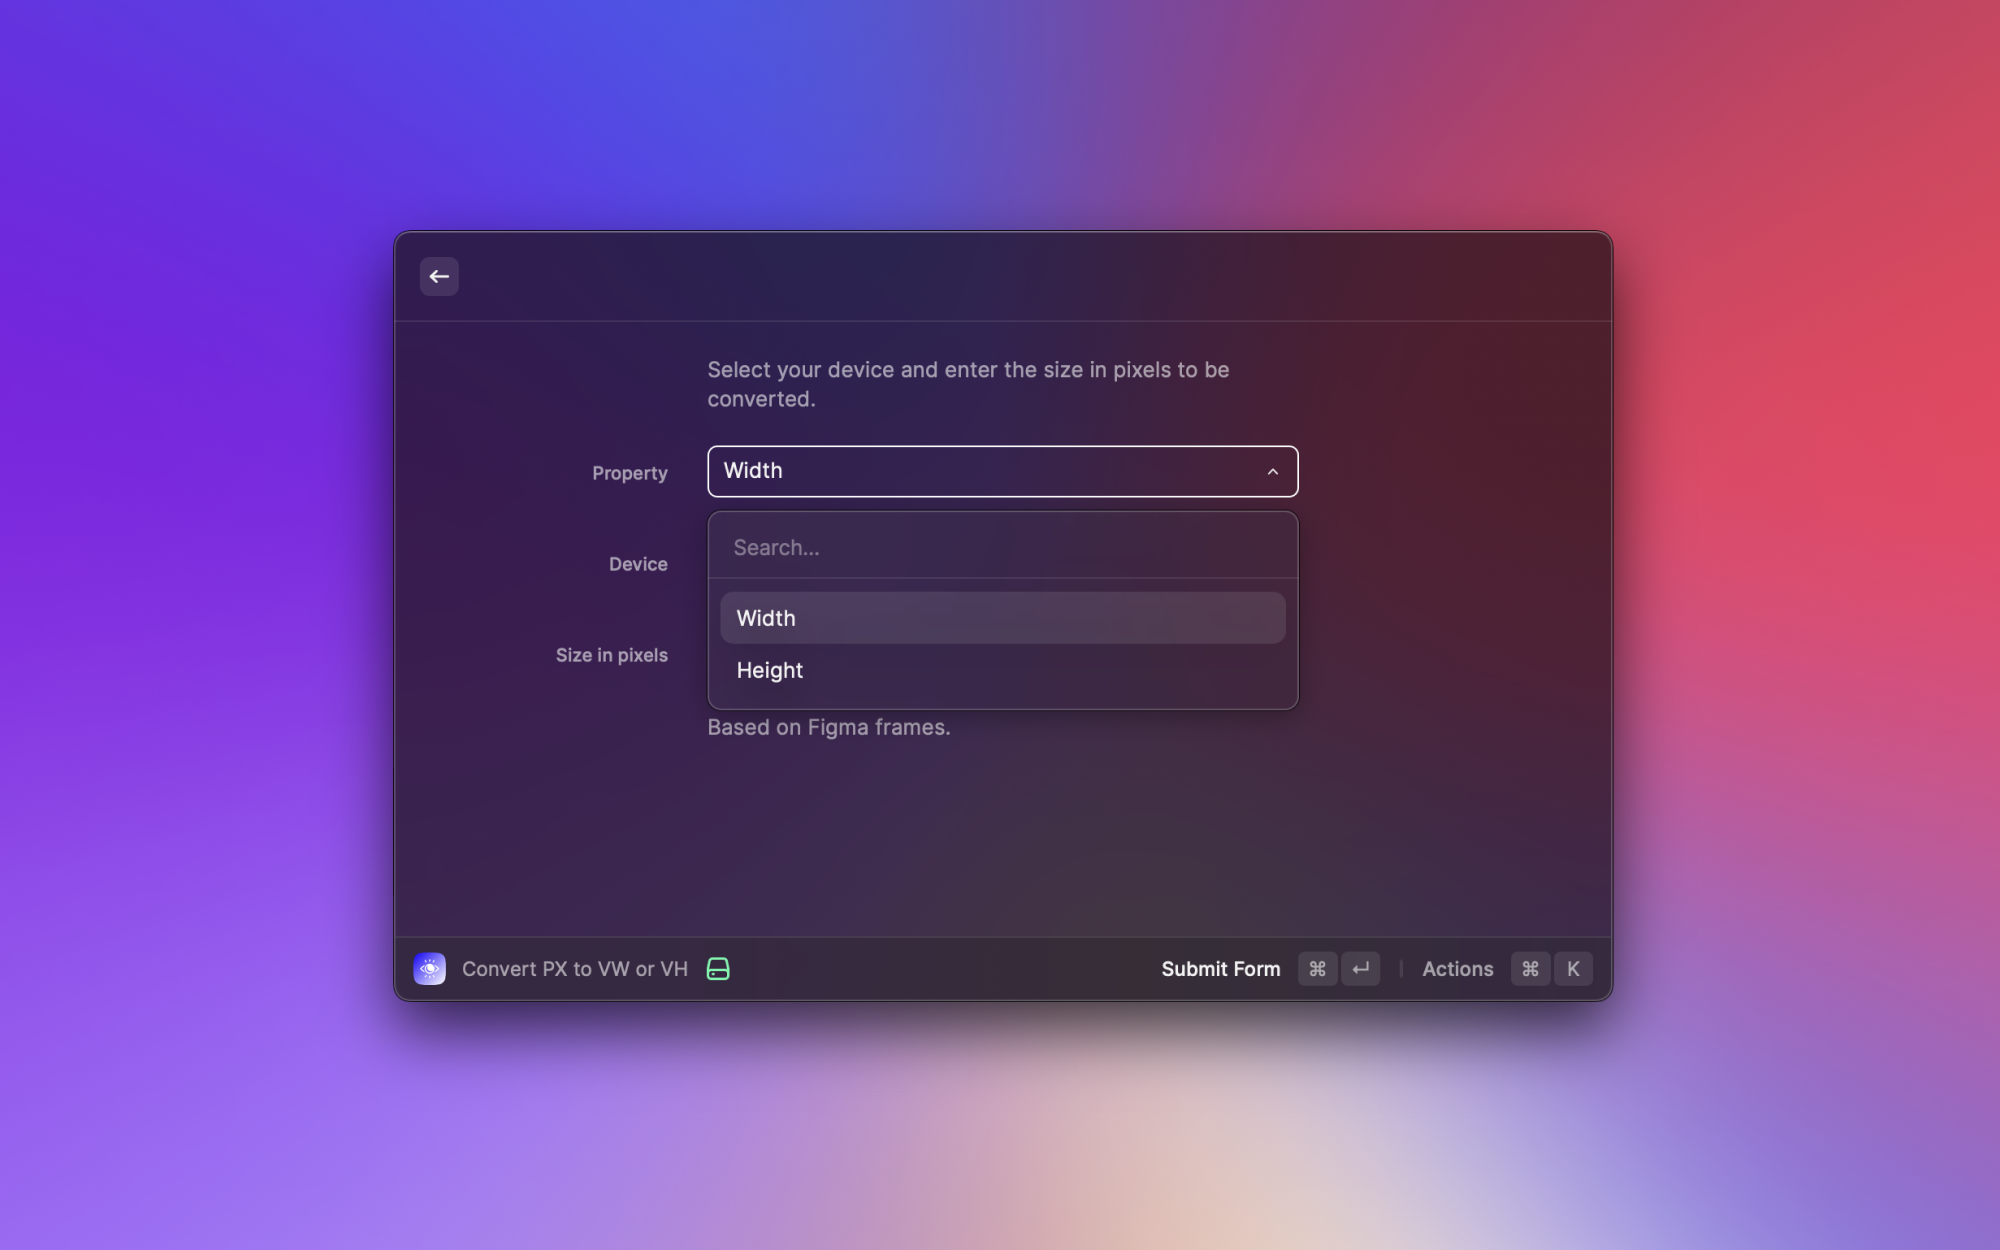 Select your device and enter the size in pixels to be
converted.
Property
Width
Device
Search...
Width
Size in pixels
Height
Based on Figma frames.
Convert PX to VW or VH
Submit Form ⌘ ↵
Actions ⌘ K